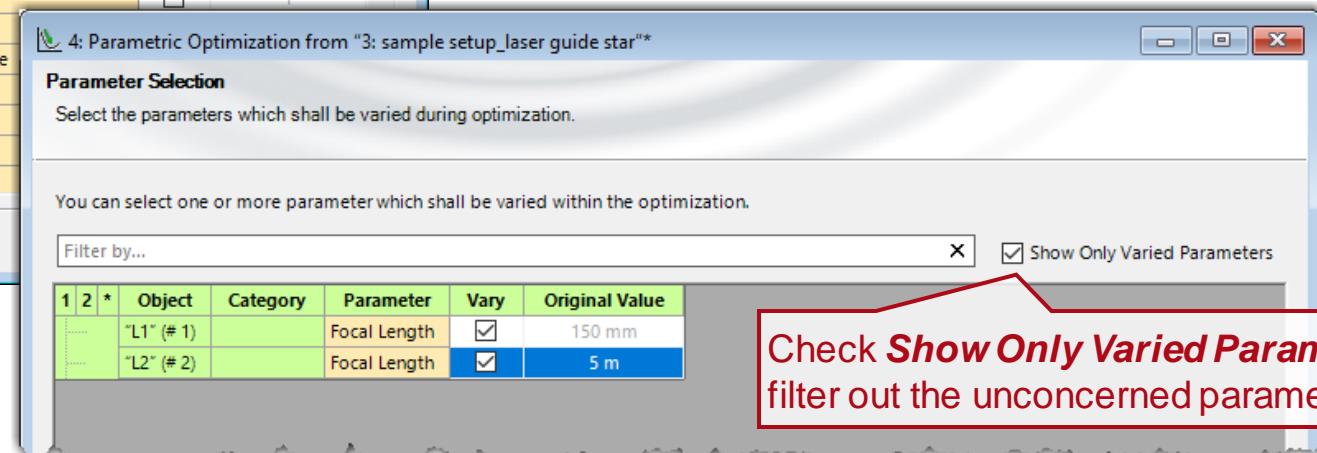 e
4: Parametric Optimization from "3: sample setup_laser guide star"*
Parameter Selection
Select the parameters which shall be varied during optimization.
You can select one or more parameter which shall be varied within the optimization.
Filter by...
Show Only Varied Parameters
1 2 * Object Category Parameter Vary Original Value
"L1" (# 1) Focal Length 150 mm
"L2" (# 2) Focal Length 5 m
Check Show Only Varied Param
filter out the unconcerned parame